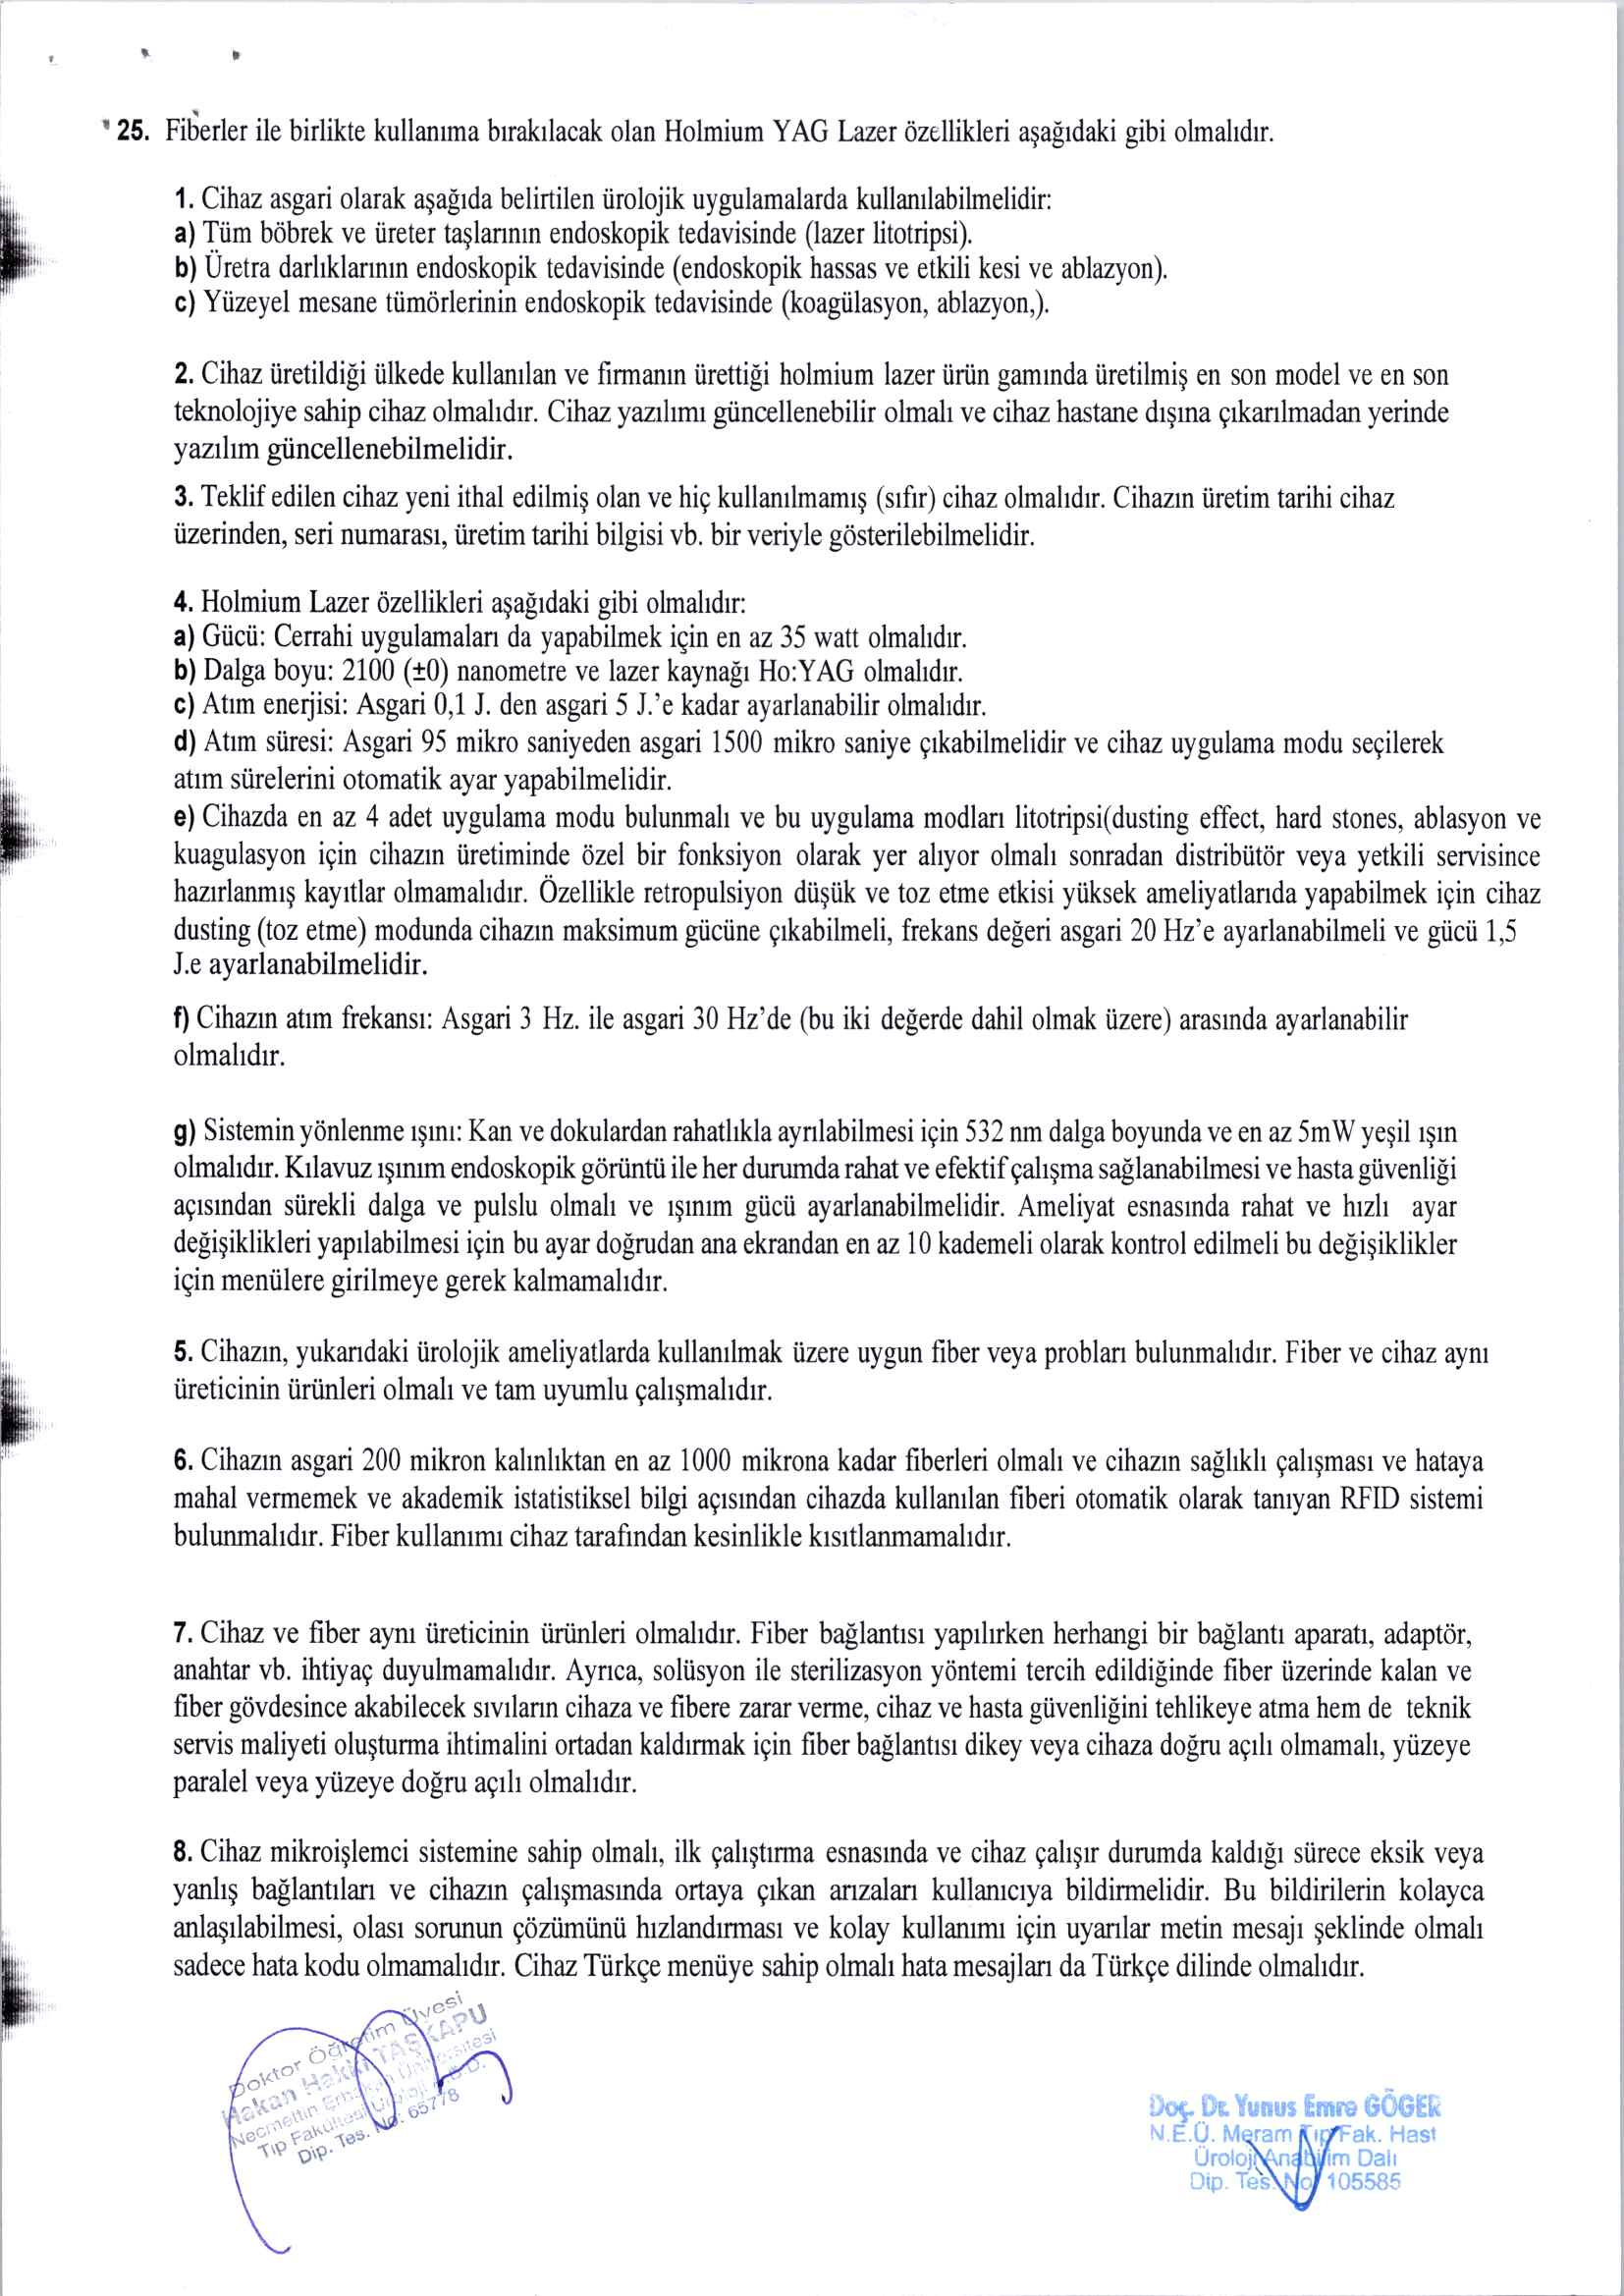 25. Fiberler ile birlikte kullanıma bırakılacak olan Holmium YAG Lazer özellikleri aşağıdaki gibi olmalıdır.
1. Cihaz asgari olarak aşağıda belirtilen ürolojik uygulamalarda kullanılabilmelidir:
a) Tüm böbrek ve üreter taşlarının endoskopik tedavisinde (lazer litotripsi).
b) Üretra darlıklarının endoskopik tedavisinde (endoskopik hassas ve etkili kesi ve ablazyon).
c) Yüzeyel mesane tümörlerinin endoskopik tedavisinde (koagülasyon, ablazyon,).
2. Cihaz üretildiği ülkede kullanılan ve firmanın ürettiği holmium lazer ürün gamında üretilmiş en son model ve en son
teknolojiye sahip cihaz olmalıdır. Cihaz yazılımı güncellenebilir olmalı ve cihaz hastane dışına çıkarılmadan yerinde
yazılım güncellenebilmelidir.
3. Teklif edilen cihaz yeni ithal edilmiş olan ve hiç kullanılmamış (sıfır) cihaz olmalıdır. Cihazın üretim tarihi cihaz
üzerinden, seri numarası, üretim tarihi bilgisi vb. bir veriyle gösterilebilmelidir.
4. Holmium Lazer özellikleri aşağıdaki gibi olmalıdır:
a) Gücü: Cerrahi uygulamaları da yapabilmek için en az 35 watt olmalıdır.
b) Dalga boyu: 2100 (±0) nanometre ve lazer kaynağı Ho:YAG olmalıdır.
c) Atım enerjisi: Asgari 0,1 J. den asgari 5 J.'e kadar ayarlanabilir olmalıdır.
d) Atım süresi: Asgari 95 mikro saniyeden asgari 1500 mikro saniye çıkabilmelidir ve cihaz uygulama modu seçilerek
atım sürelerini otomatik ayar yapabilmelidir.
e) Cihazda en az 4 adet uygulama modu bulunmalı ve bu uygulama modları litotripsi(dusting effect, hard stones, ablasyon ve
kuagulasyon için cihazın üretiminde özel bir fonksiyon olarak yer alıyor olmalı sonradan distribütör veya yetkili servisince
hazırlanmış kayıtlar olmamalıdır. Özellikle retropulsiyon düşük ve toz etme etkisi yüksek ameliyatlarıda yapabilmek için cihaz
dusting (toz etme) modunda cihazın maksimum gücüne çıkabilmeli, frekans değeri asgari 20 Hz'e ayarlanabilmeli ve gücü 1,5
J.e ayarlanabilmelidir.
f) Cihazın atım frekansı: Asgari 3 Hz. ile asgari 30 Hz'de (bu iki değerde dahil olmak üzere) arasında ayarlanabilir
olmalıdır.
g) Sistemin yönlenme ışını: Kan ve dokulardan rahatlıkla ayrılabilmesi için 532 nm dalga boyunda ve en az 5mW yeşil ışın
olmalıdır. Kılavuz ışınım endoskopik görüntü ile her durumda rahat ve efektif çalışma sağlanabilmesi ve hasta güvenliği
açısından sürekli dalga ve pulslu olmalı ve ışınım gücü ayarlanabilmelidir. Ameliyat esnasında rahat ve hızlı ayar
değişiklikleri yapılabilmesi için bu ayar doğrudan ana ekrandan en az 10 kademeli olarak kontrol edilmeli bu değişiklikler
için menülere girilmeye gerek kalmamalıdır.
5. Cihazın, yukarıdaki ürolojik ameliyatlarda kullanılmak üzere uygun fiber veya probları bulunmalıdır. Fiber ve cihaz aynı
üreticinin ürünleri olmalı ve tam uyumlu çalışmalıdır.
6. Cihazın asgari 200 mikron kalınlıktan en az 1000 mikrona kadar fiberleri olmalı ve cihazın sağlıklı çalışması ve hataya
mahal vermemek ve akademik istatistiksel bilgi açısından cihazda kullanılan fiberi otomatik olarak tanıyan RFID sistemi
bulunmalıdır. Fiber kullanımı cihaz tarafından kesinlikle kısıtlanmamalıdır.
7. Cihaz ve fiber aynı üreticinin ürünleri olmalıdır. Fiber bağlantısı yapılırken herhangi bir bağlantı aparatı, adaptör,
anahtar vb. ihtiyaç duyulmamalıdır. Ayrıca, solüsyon ile sterilizasyon yöntemi tercih edildiğinde fiber üzerinde kalan ve
fiber gövdesince akabilecek sıvıların cihaza ve fibere zarar verme, cihaz ve hasta güvenliğini tehlikeye atma hem de teknik
servis maliyeti oluşturma ihtimalini ortadan kaldırmak için fiber bağlantısı dikey veya cihaza doğru açılı olmamalı, yüzeye
paralel veya yüzeye doğru açılı olmalıdır.
8. Cihaz mikroişlemci sistemine sahip olmalı, ilk çalıştırma esnasında ve cihaz çalışır durumda kaldığı sürece eksik veya
yanlış bağlantıları ve cihazın çalışmasında ortaya çıkan arızaları kullanıcıya bildirmelidir. Bu bildirilerin kolayca
anlaşılabilmesi, olası sorunun çözümünü hızlandırması ve kolay kullanımı için uyarılar metin mesajı şeklinde olmalı
sadece hata kodu olmamalıdır. Cihaz Türkçe menüye sahip olmalı hata mesajları da Türkçe dilinde olmalıdır.
Doktor Öğretim Üyesi
Hakan Hakkı TAŞKAPU
Necmettin Erbakan Üniversitesi
Tıp Fakültesi Üroloji A.B.D.
Dip. Tes. No: 65778
Doç. Dr. Yunus Emre GÖGER
N.E.Ü. Meram Tıp Fak. Hast
Üroloji Anabilim Dalı
Dip. Tes. No 105585